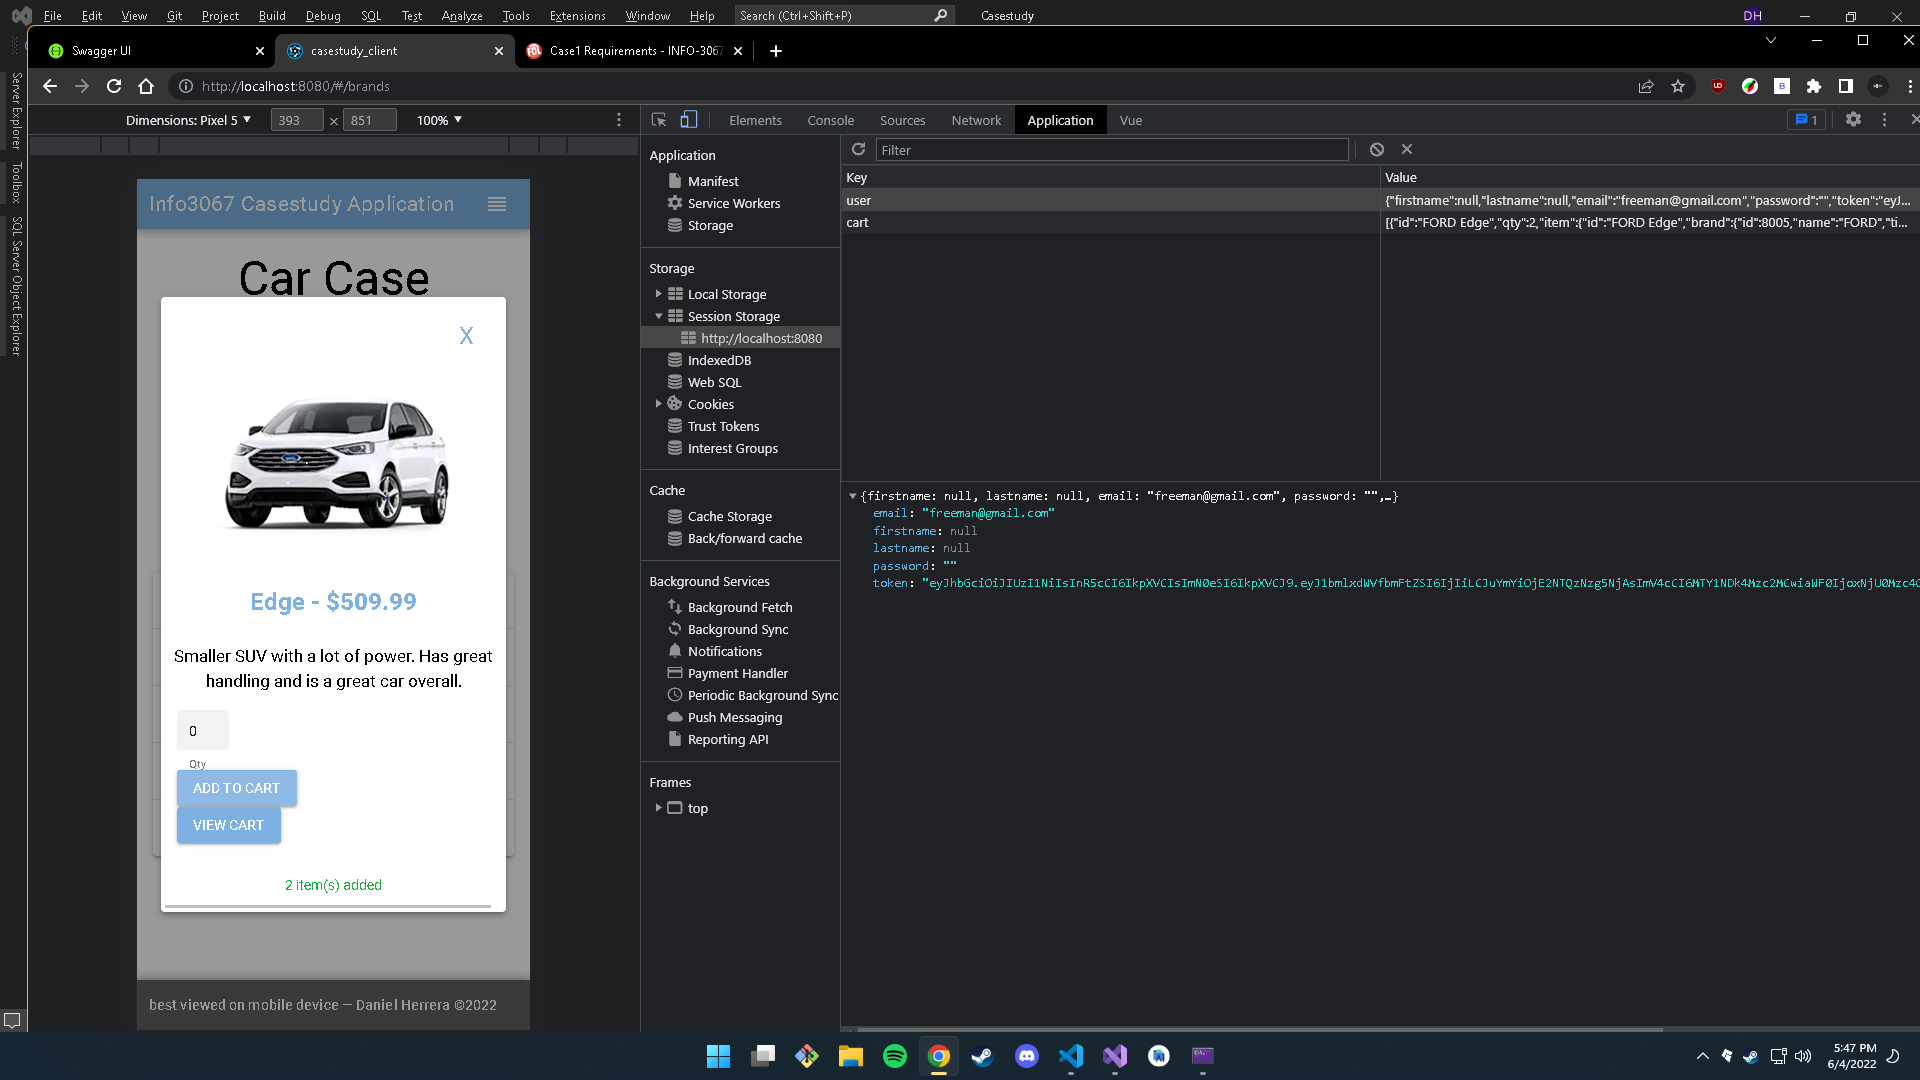 File Edit View Git Project Build Debug SQL Test Analyze Tools Extensions Window Help Search (Ctrl+Shift+P) Casestudy DH
Swagger UI
casestudy_client
Case1 Requirements - INFO-3067
http://localhost:8080/#/brands
Server Explorer
Toolbox
SQL Server Object Explorer
Dimensions: Pixel 5 393 × 851 100%
Elements Console Sources Network Application Vue 1
Info3067 Casestudy Application
Car Case
X
Edge - $509.99
Smaller SUV with a lot of power. Has great
handling and is a great car overall.
0
Qty
ADD TO CART
VIEW CART
2 item(s) added
best viewed on mobile device — Daniel Herrera ©2022
Application
Manifest
Service Workers
Storage
Storage
Local Storage
Session Storage
http://localhost:8080
IndexedDB
Web SQL
Cookies
Trust Tokens
Interest Groups
Cache
Cache Storage
Back/forward cache
Background Services
Background Fetch
Background Sync
Notifications
Payment Handler
Periodic Background Sync
Push Messaging
Reporting API
Frames
top
Filter
Key Value
user {"firstname":null,"lastname":null,"email":"freeman@gmail.com","password":"","token":"eyJ...
cart [{"id":"FORD Edge","qty":2,"item":{"id":"FORD Edge","brand":{"id":8005,"name":"FORD","ti...
{firstname: null, lastname: null, email: "freeman@gmail.com", password: "",…}
email: "freeman@gmail.com"
firstname: null
lastname: null
password: ""
token:
5:47 PM
6/4/2022